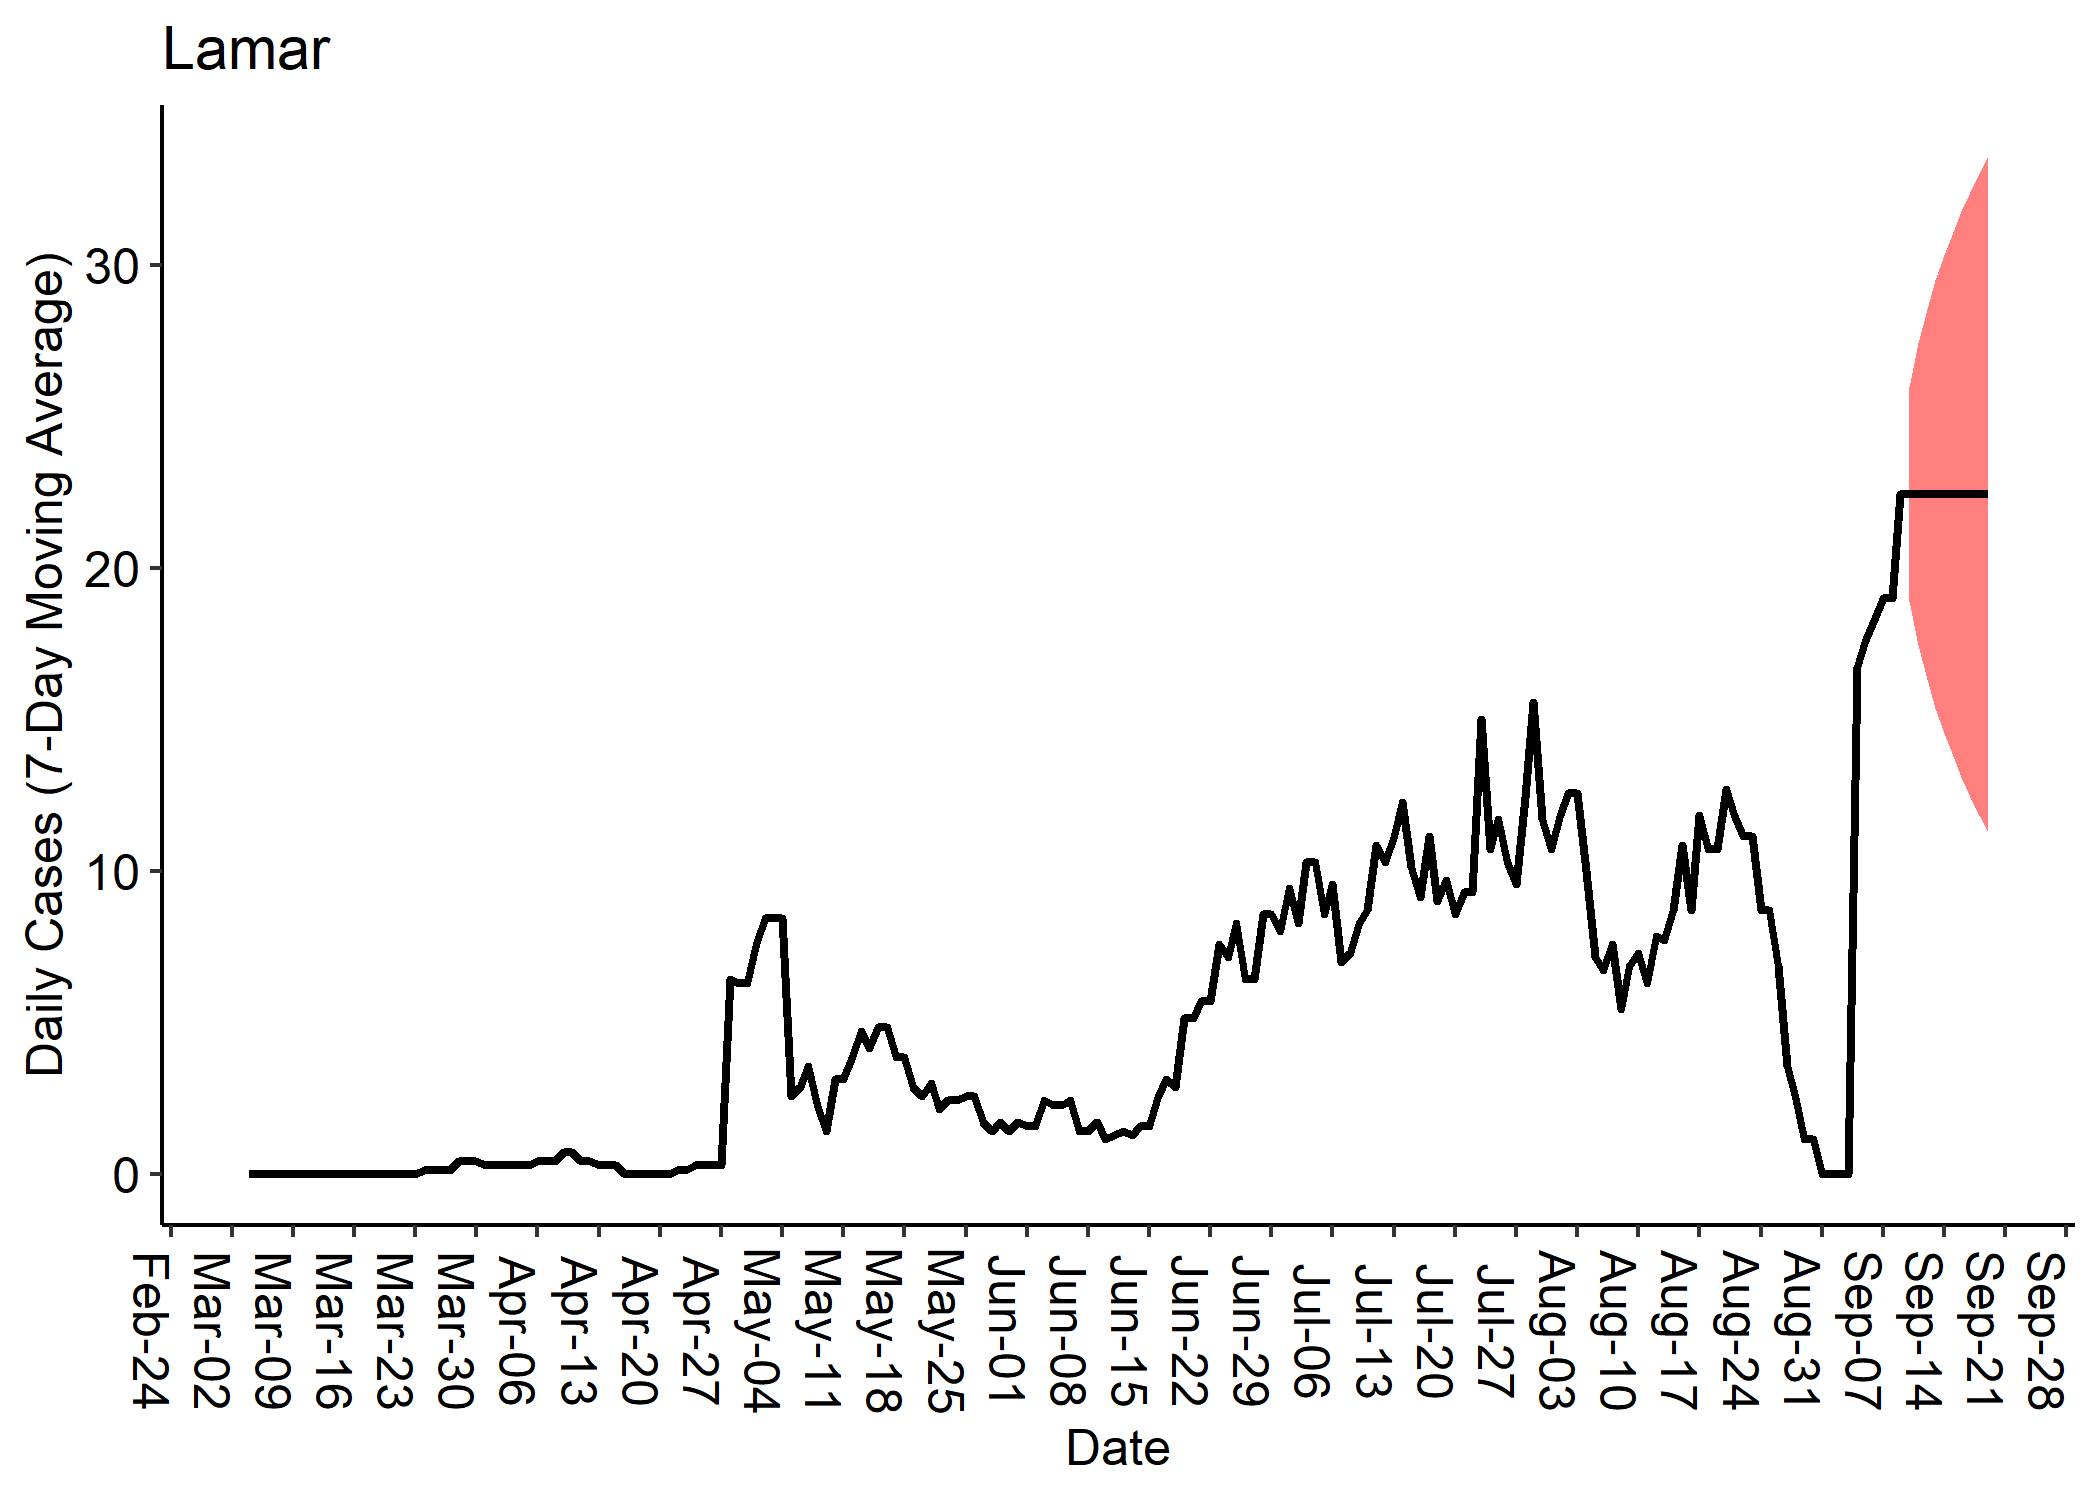 Lamar
Daily Cases (7-Day Moving Average)
30
20
10
0
Feb-24
Mar-02
Mar-09
Mar-16
Mar-23
Mar-30
Apr-06
Apr-13
Apr-20
Apr-27
May-04
May-11
May-18
May-25
Jun-01
Jun-08
Jun-15
Jun-22
Jun-29
Jul-06
Jul-13
Jul-20
Jul-27
Aug-03
Aug-10
Aug-17
Aug-24
Aug-31
Sep-07
Sep-14
Sep-21
Sep-28
Date